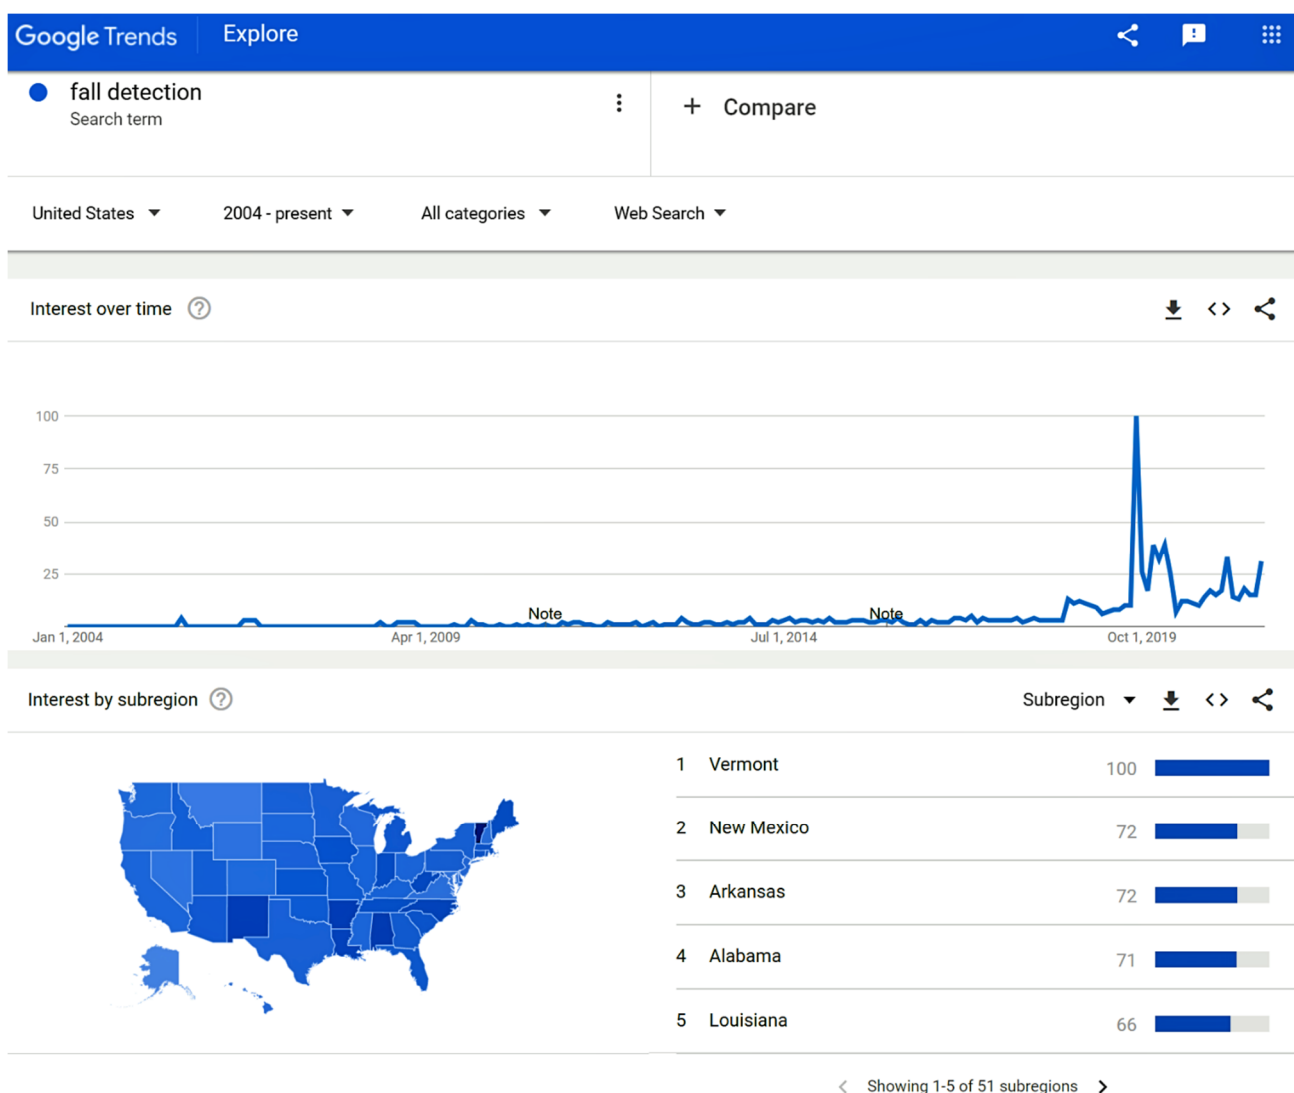 Google Trends Explore
fall detection
Search term
+ Compare
United States 2004 - present All categories Web Search
Interest over time ?
100
75
50
25
Note Note
Jan 1, 2004 Apr 1, 2009 Jul 1, 2014 Oct 1, 2019
Interest by subregion ? Subregion
1 Vermont 100
2 New Mexico 72
3 Arkansas 72
4 Alabama 71
5 Louisiana 66
Showing 1-5 of 51 subregions